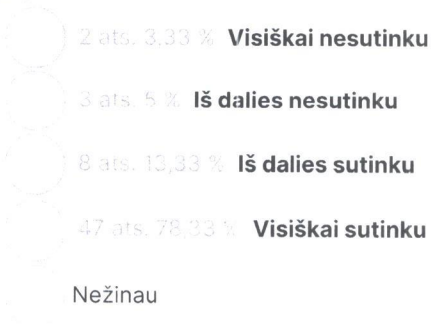 2 ats. 3,33 % Visiškai nesutinku
3 ats. 5 % Iš dalies nesutinku
8 ats. 13,33 % Iš dalies sutinku
47 ats. 78,33 % Visiškai sutinku
Nežinau